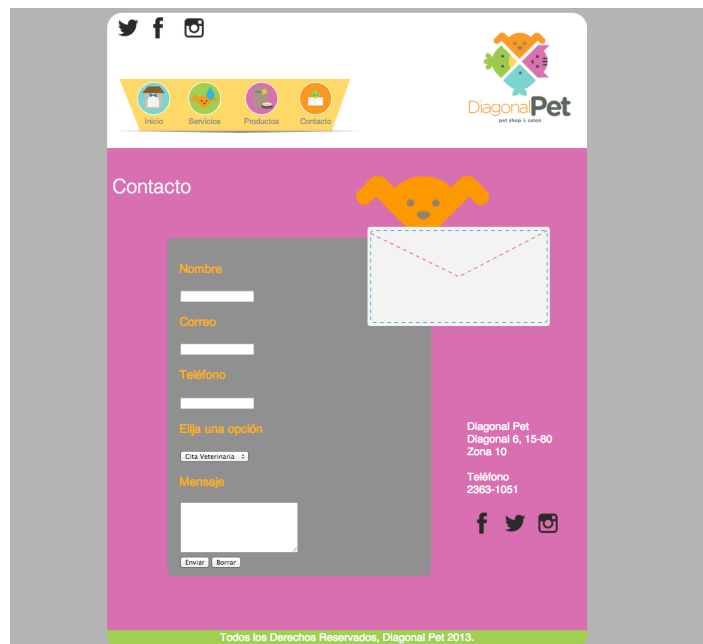 DiagonalPet
pet shop & salon
Inicio Servicios Productos Contacto
Contacto
Nombre
Correo
Teléfono
Elija una opción
Cita Veterinaria
Mensaje
Enviar Borrar
Diagonal Pet
Diagonal 6, 15-80
Zona 10
Teléfono
2363-1051
Todos los Derechos Reservados, Diagonal Pet 2013.